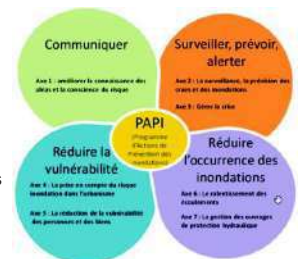 Communiquer
Axe 1 : améliorer la connaissance des
aléas et la conscience du risque
Surveiller, prévoir,
alerter
Axe 2 : La surveillance, la prévision des
crues et des inondations
Axe 3 : Gérer la crise
PAPI
(Programme
d'Actions de
Prévention des
Inondations)
Réduire la
vulnérabilité
Axe 4 : La prise en compte du risque
inondation dans l'urbanisme
Axe 5 : La réduction de la vulnérabilité
des personnes et des biens
Réduire
l'occurrence des
inondations
Axe 6 : Le ralentissement des
écoulements
Axe 7 : La gestion des ouvrages
de protection hydraulique
s